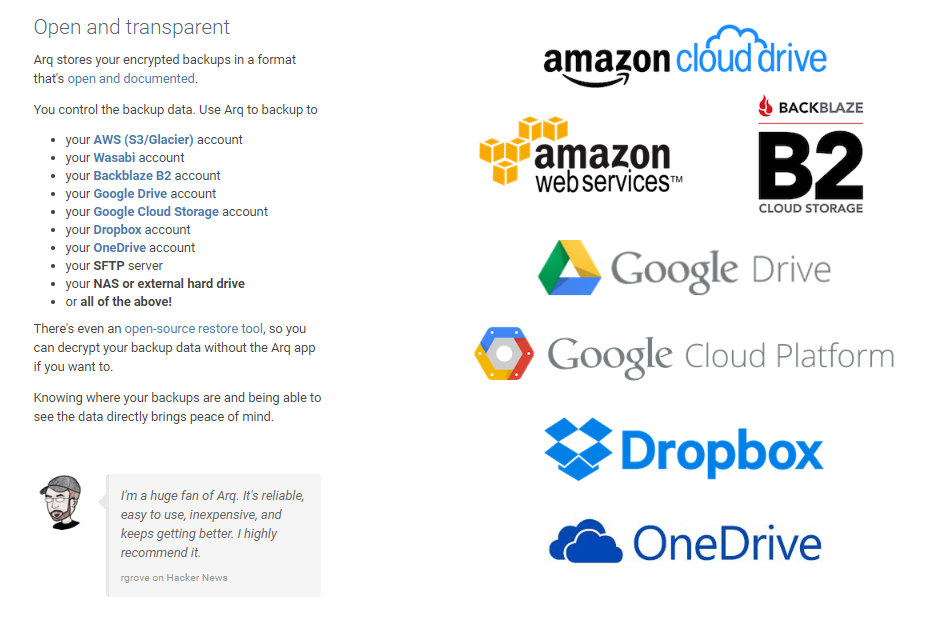 Open and transparent
Arq stores your encrypted backups in a format
that's open and documented.
You control the backup data. Use Arq to backup to
your AWS (S3/Glacier) account
your Wasabi account
your Backblaze B2 account
your Google Drive account
your Google Cloud Storage account
your Dropbox account
your OneDrive account
your SFTP server
your NAS or external hard drive
or all of the above!
There's even an open-source restore tool, so you
can decrypt your backup data without the Arq app
if you want to.
Knowing where your backups are and being able to
see the data directly brings peace of mind.
I'm a huge fan of Arq. It's reliable,
easy to use, inexpensive, and
keeps getting better. I highly
recommend it.
rgrove on Hacker News
amazon cloud drive
amazon
web services™
BACKBLAZE
B2
CLOUD STORAGE
Google Drive
Google Cloud Platform
Dropbox
OneDrive